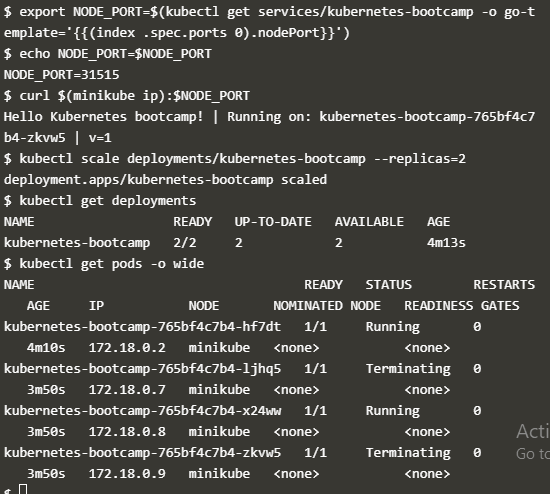 $ export NODE_PORT=$(kubectl get services/kubernetes-bootcamp -o go-t
emplate='{{(index .spec.ports 0).nodePort}}')
$ echo NODE_PORT=$NODE_PORT
NODE_PORT=31515
$ curl $(minikube ip):$NODE_PORT
Hello Kubernetes bootcamp! | Running on: kubernetes-bootcamp-765bf4c7
b4-zkvw5 | v=1
$ kubectl scale deployments/kubernetes-bootcamp --replicas=2
deployment.apps/kubernetes-bootcamp scaled
$ kubectl get deployments
NAME                  READY   UP-TO-DATE   AVAILABLE   AGE
kubernetes-bootcamp   2/2     2            2           4m13s
$ kubectl get pods -o wide
NAME                                   READY   STATUS        RESTARTS
   AGE     IP           NODE       NOMINATED NODE   READINESS GATES
kubernetes-bootcamp-765bf4c7b4-hf7dt   1/1     Running       0
   4m10s   172.18.0.2   minikube   <none>           <none>
kubernetes-bootcamp-765bf4c7b4-ljhq5   1/1     Terminating   0
   3m50s   172.18.0.7   minikube   <none>           <none>
kubernetes-bootcamp-765bf4c7b4-x24ww   1/1     Running       0
   3m50s   172.18.0.8   minikube   <none>           <none>
kubernetes-bootcamp-765bf4c7b4-zkvw5   1/1     Terminating   0
   3m50s   172.18.0.9   minikube   <none>           <none>
$
Acti
Go to